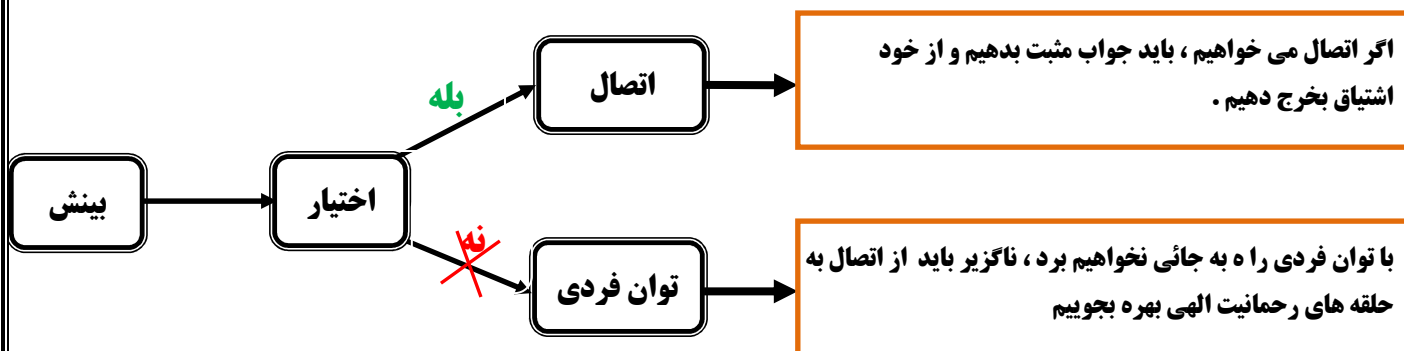 بینش
اختیار
بله
اتصال
اگر اتصال می خواهیم ، باید جواب مثبت بدهیم و از خود
اشتیاق بخرج دهیم .
نه
توان فردی
با توان فردی را ه به جائی نخواهیم برد ، ناگزیر باید از اتصال به
حلقه های رحمانیت الهی بهره بجوییم